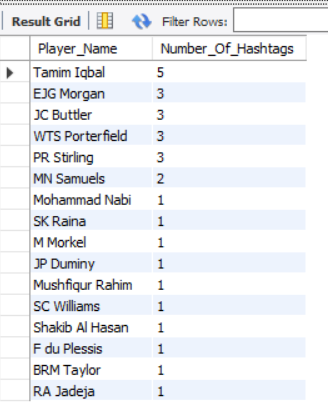 Result Grid Filter Rows:
Player_Name Number_Of_Hashtags
Tamim Iqbal 5
EJG Morgan 3
JC Buttler 3
WTS Porterfield 3
PR Stirling 3
MN Samuels 2
Mohammad Nabi 1
SK Raina 1
M Morkel 1
JP Duminy 1
Mushfiqur Rahim 1
SC Williams 1
Shakib Al Hasan 1
F du Plessis 1
BRM Taylor 1
RA Jadeja 1